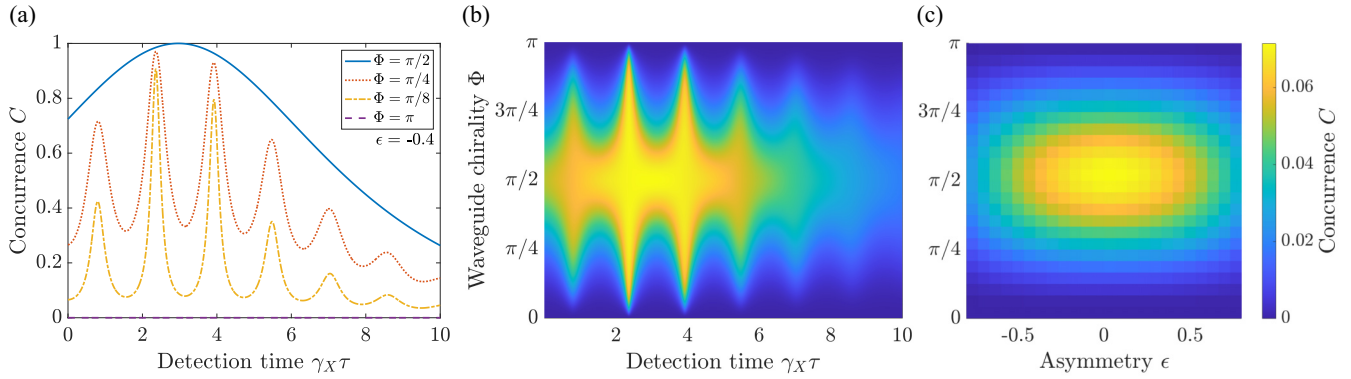 (a)
Concurrence C
1
0.8
0.6
0.4
0.2
0
0 2 4 6 8 10
Detection time γ_Xτ
Φ = π/2
Φ = π/4
Φ = π/8
Φ = π
ϵ = -0.4
(b)
Waveguide chirality Φ
π
3π/4
π/2
π/4
0
2 4 6 8 10
Detection time γ_Xτ
(c)
π
3π/4
π/2
π/4
0
-0.5 0 0.5
Asymmetry ϵ
0.06
0.04
0.02
0
Concurrence C